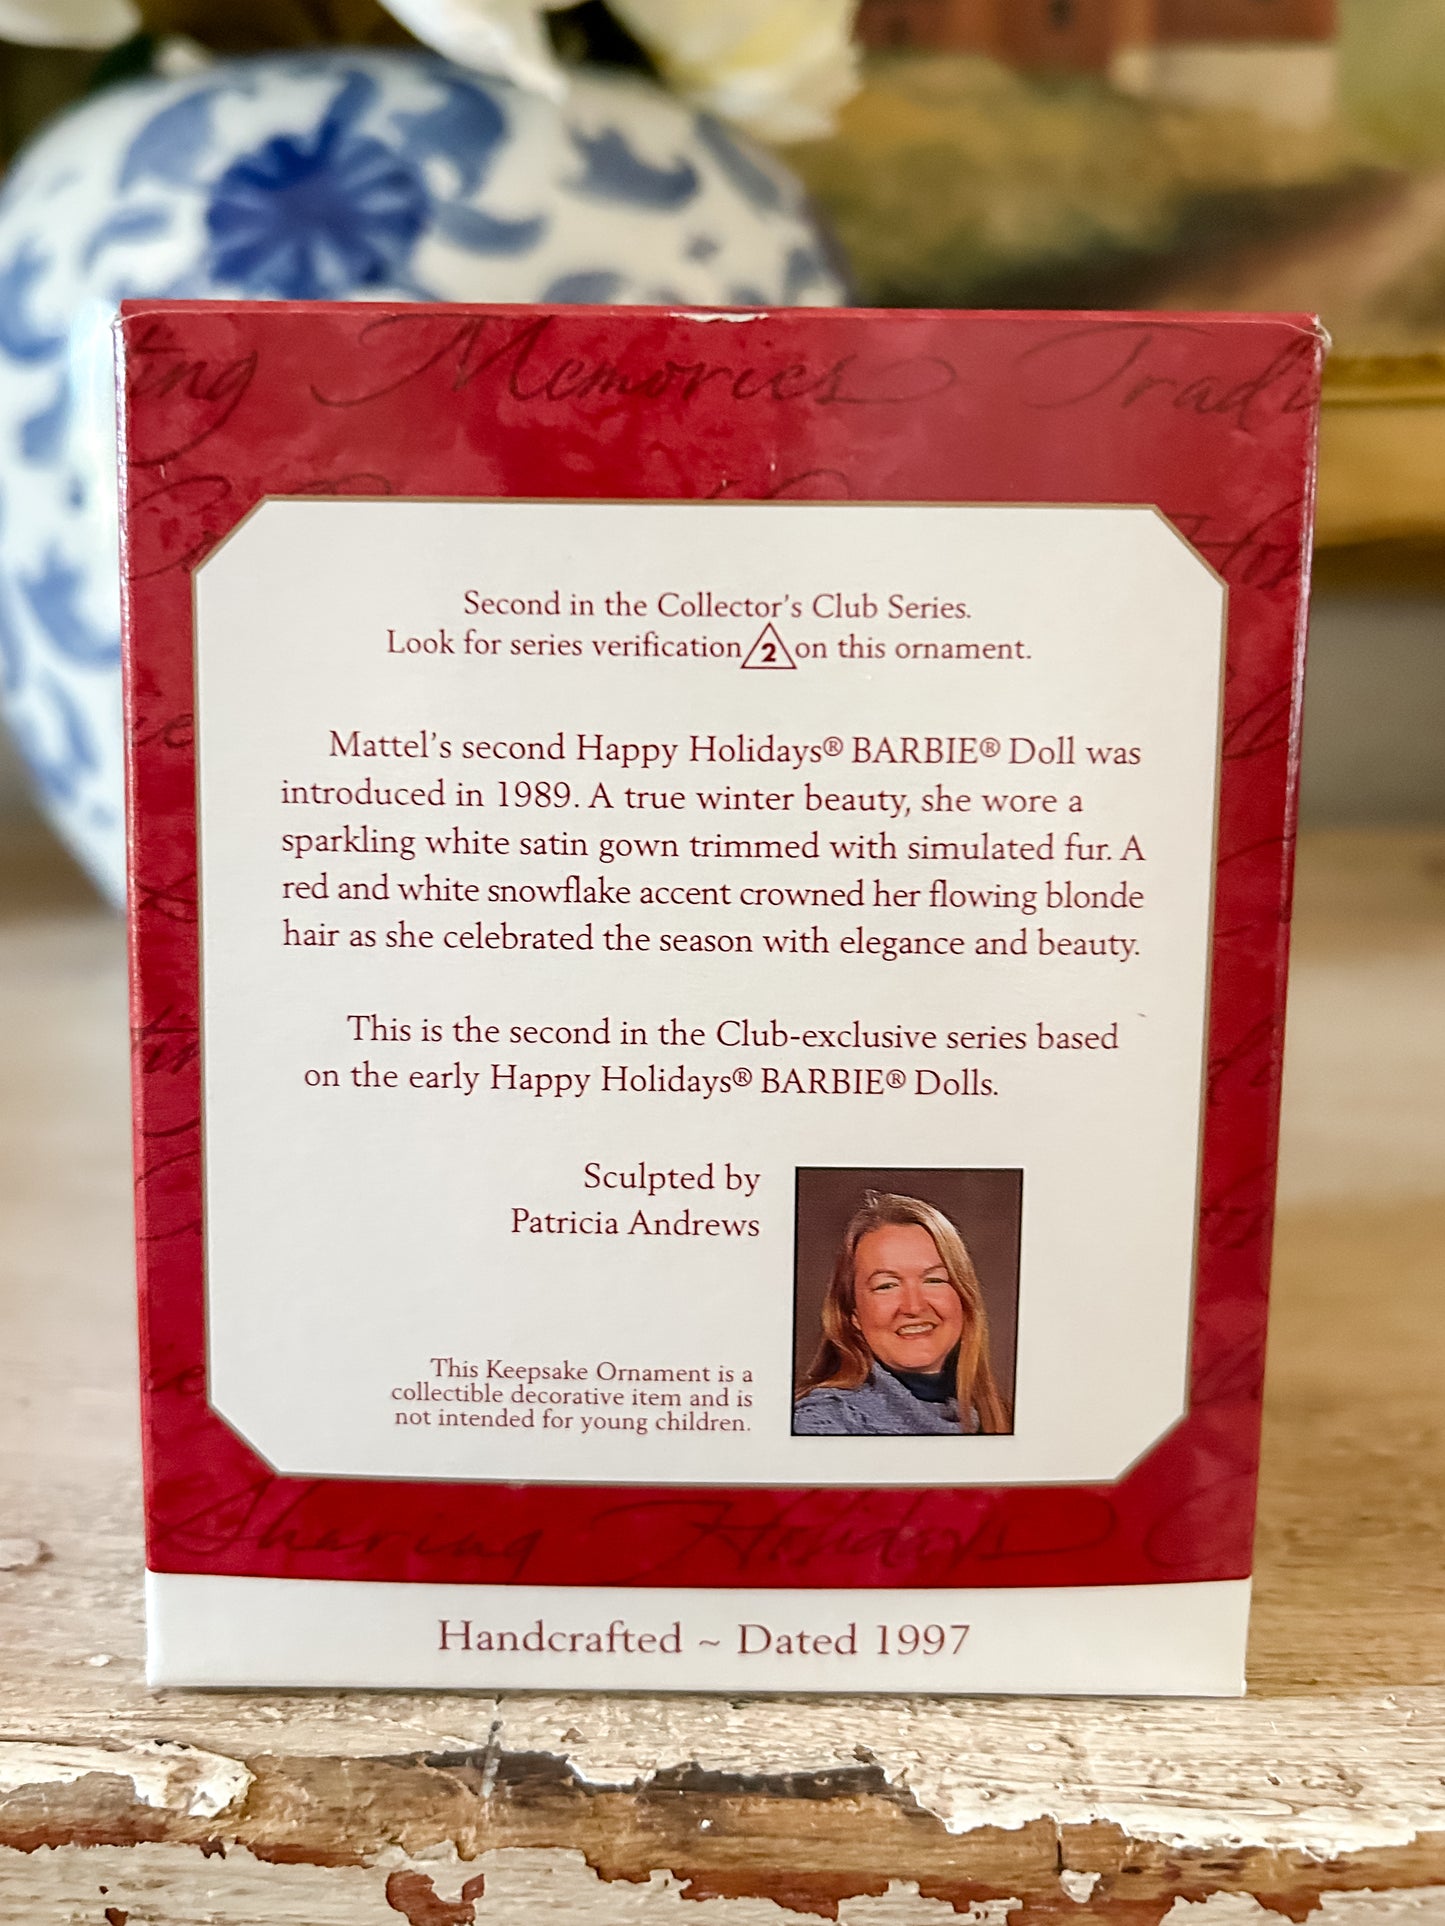 ting Memories Tradi
Second in the Collector's Club Series.
Look for series verification 2 on this ornament.
Mattel's second Happy Holidays® BARBIE® Doll was
introduced in 1989. A true winter beauty, she wore a
sparkling white satin gown trimmed with simulated fur. A
red and white snowflake accent crowned her flowing blonde
hair as she celebrated the season with elegance and beauty.
This is the second in the Club-exclusive series based
on the early Happy Holidays® BARBIE® Dolls.
Sculpted by
Patricia Andrews
This Keepsake Ornament is a
collectible decorative item and is
not intended for young children.
Sharing Holidays
Handcrafted ~ Dated 1997